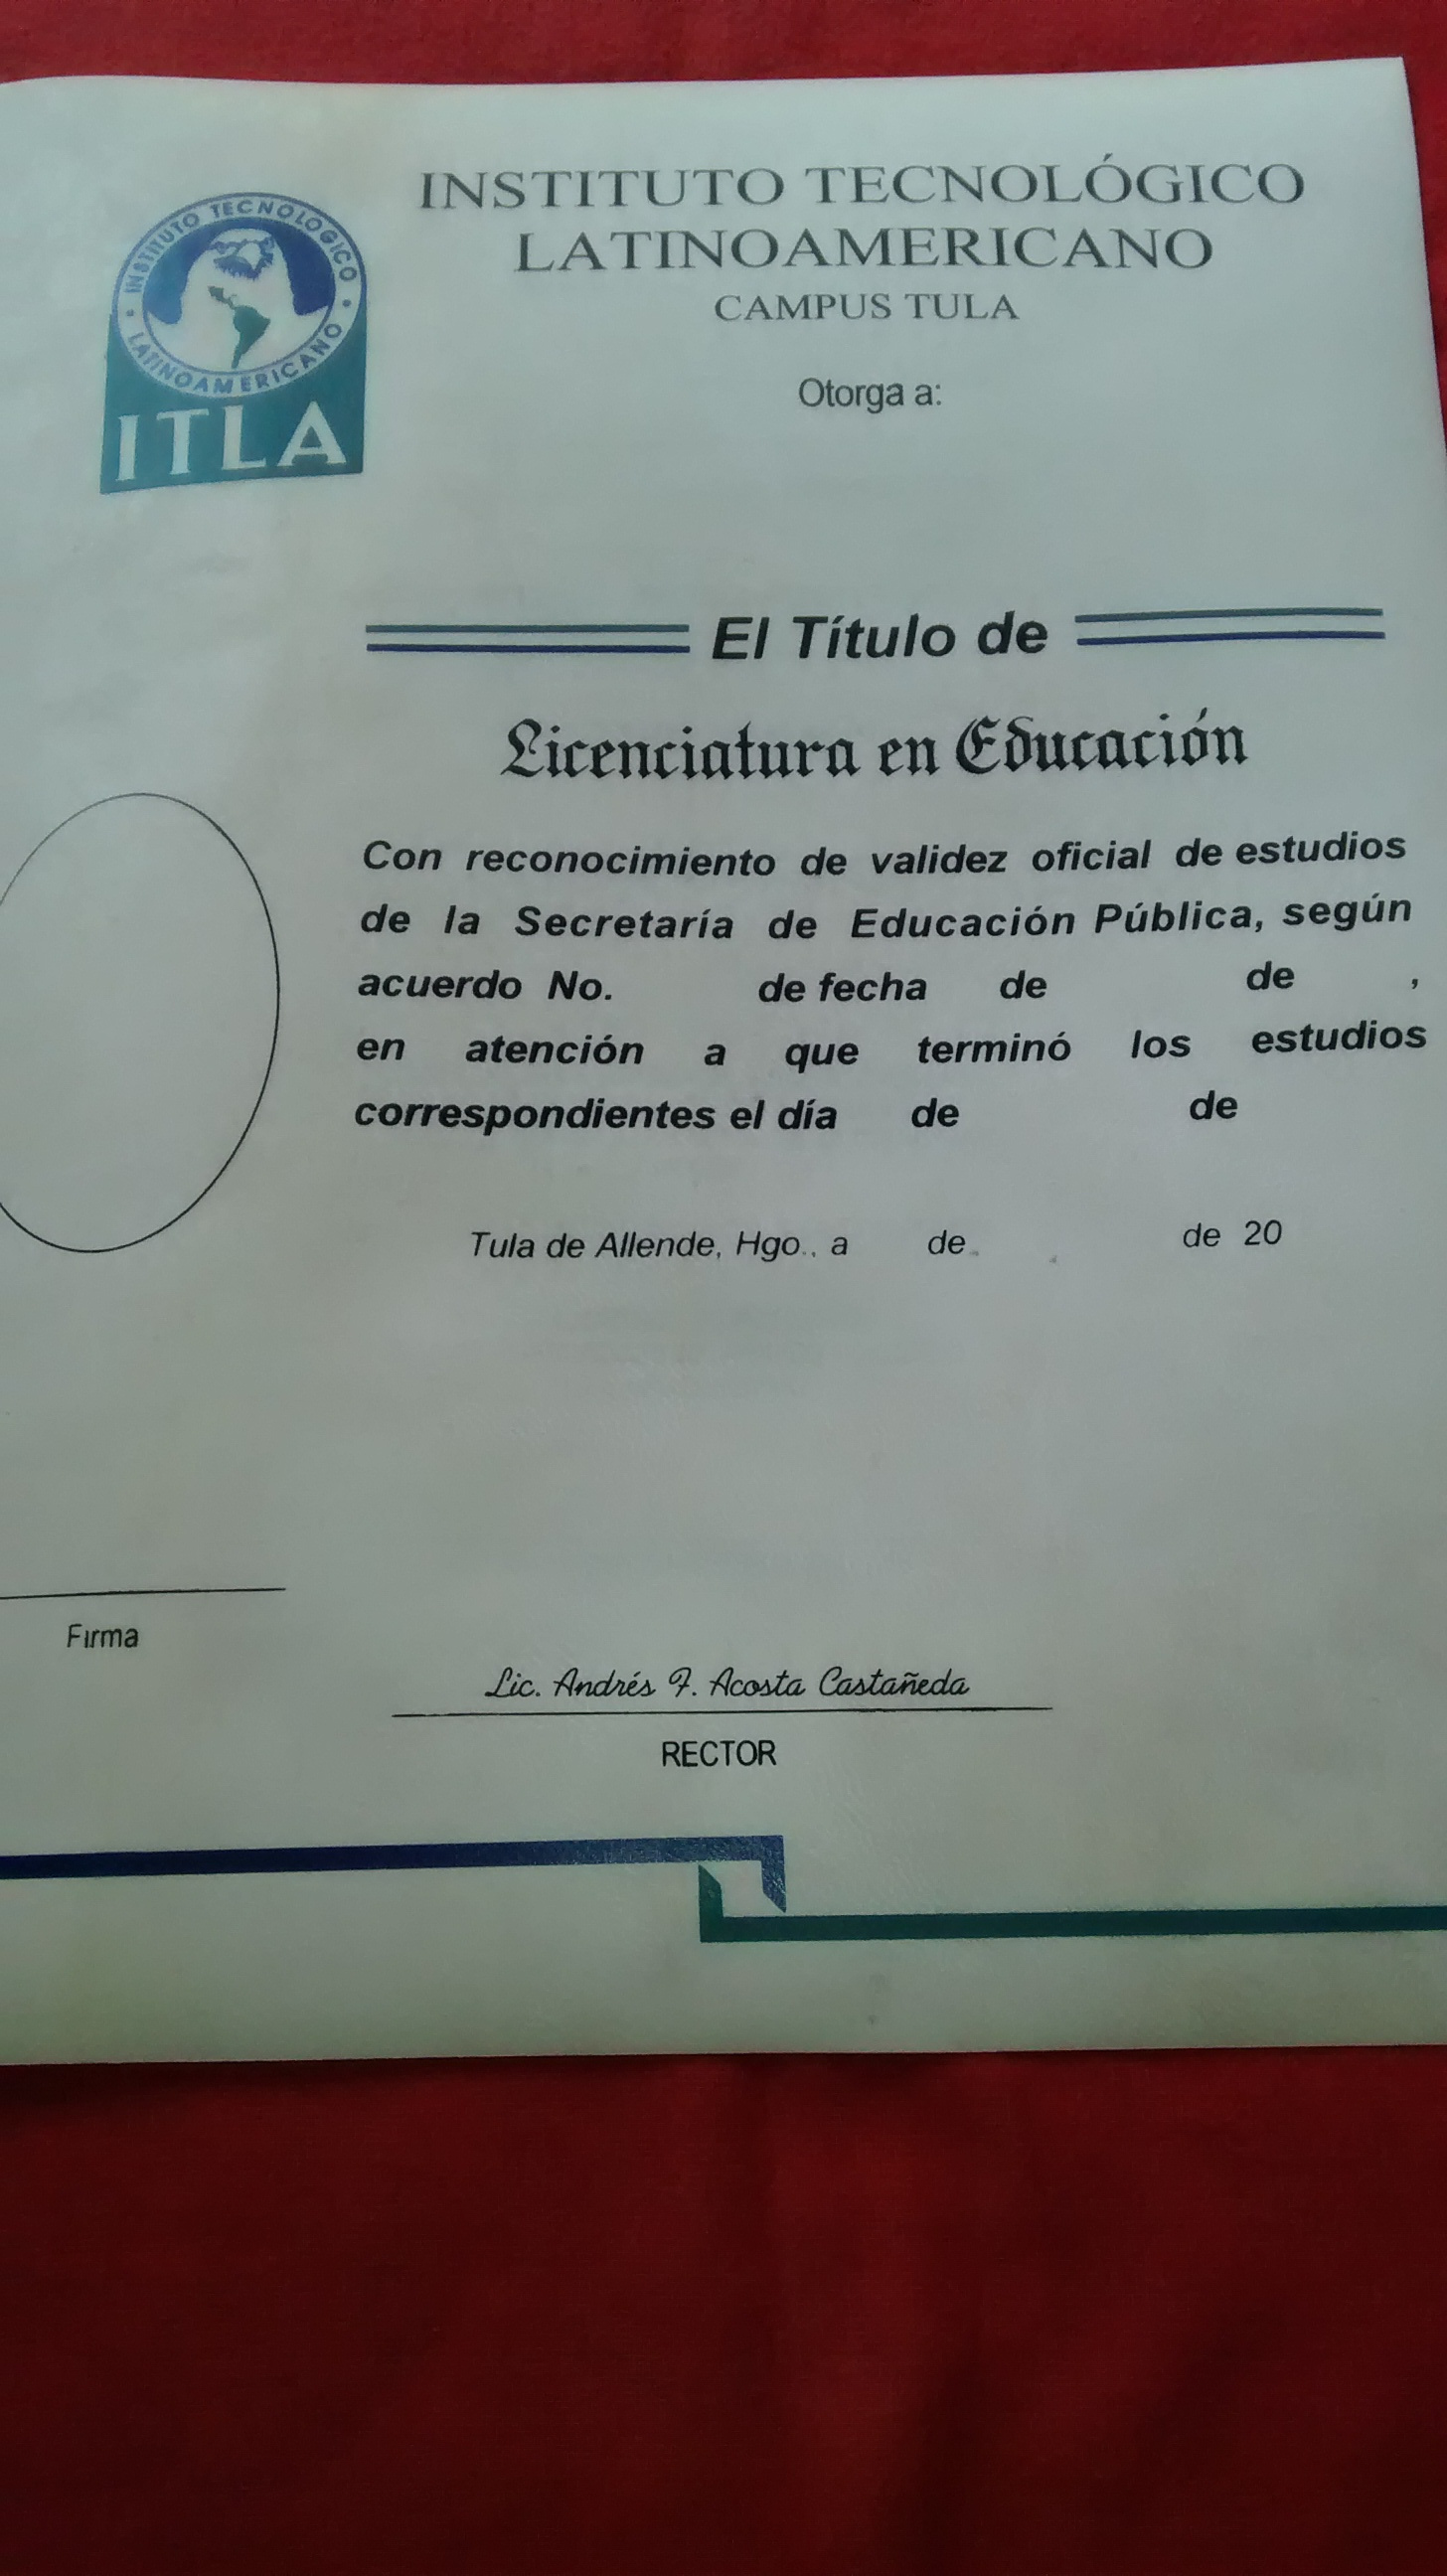 INSTITUTO TECNOLÓGICO
LATINOAMERICANO
CAMPUS TULA
INSTITUTO TECNOLOGICO
LATINOAMERICANO
ITLA
Otorga a:
El Título de
Licenciatura en Educación
Con reconocimiento de validez oficial de estudios
de la Secretaría de Educación Pública, según
acuerdo No. de fecha de de ,
en atención a que terminó los estudios
correspondientes el día de de
Tula de Allende, Hgo., a de de 20
Firma
Lic. Andrés F. Acosta Castañeda
RECTOR